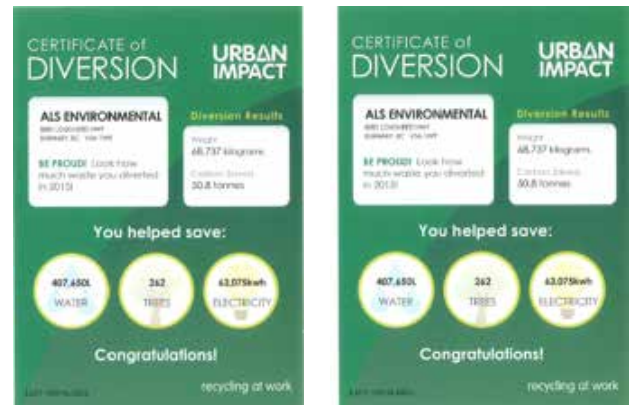 CERTIFICATE of
DIVERSION
URBAN
IMPACT
ALS ENVIRONMENTAL
BE PROUD! Look how
much waste you diverted
in 2015!
Diversion Results
Weight
68,737 kilograms
50.8 tonnes
You helped save:
407,650L
WATER
262
TREES
63,075kwh
ELECTRICITY
Congratulations!
recycling at work
CERTIFICATE of
DIVERSION
URBAN
IMPACT
ALS ENVIRONMENTAL
BE PROUD! Look how
much waste you diverted
in 2015!
Diversion Results
Weight
68,737 kilograms
50.8 tonnes
You helped save:
407,650L
WATER
262
TREES
63,075kwh
ELECTRICITY
Congratulations!
recycling at work